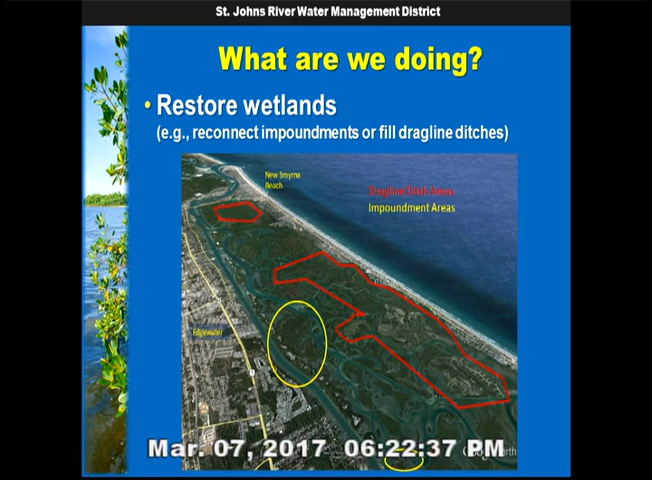 St. Johns River Water Management District
What are we doing?
• Restore wetlands
(e.g., reconnect impoundments or fill dragline ditches)
New Smyrna
Beach
Dragline Ditch Areas
Impoundment Areas
Edgewater
Mar. 07, 2017 06:22:37 PM